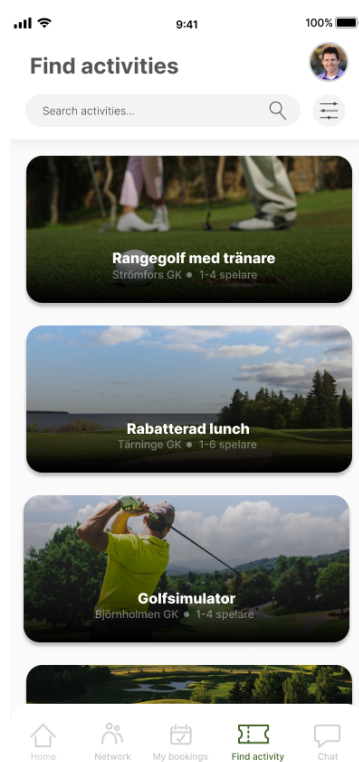 9:41
100%
Find activities
Search activities...
Rangegolf med tränare
Strömfors GK • 1-4 spelare
Rabatterad lunch
Tärninge GK • 1-6 spelare
Golfsimulator
Björnholmen GK • 1-4 spelare
Home
Network
My bookings
Find activity
Chat